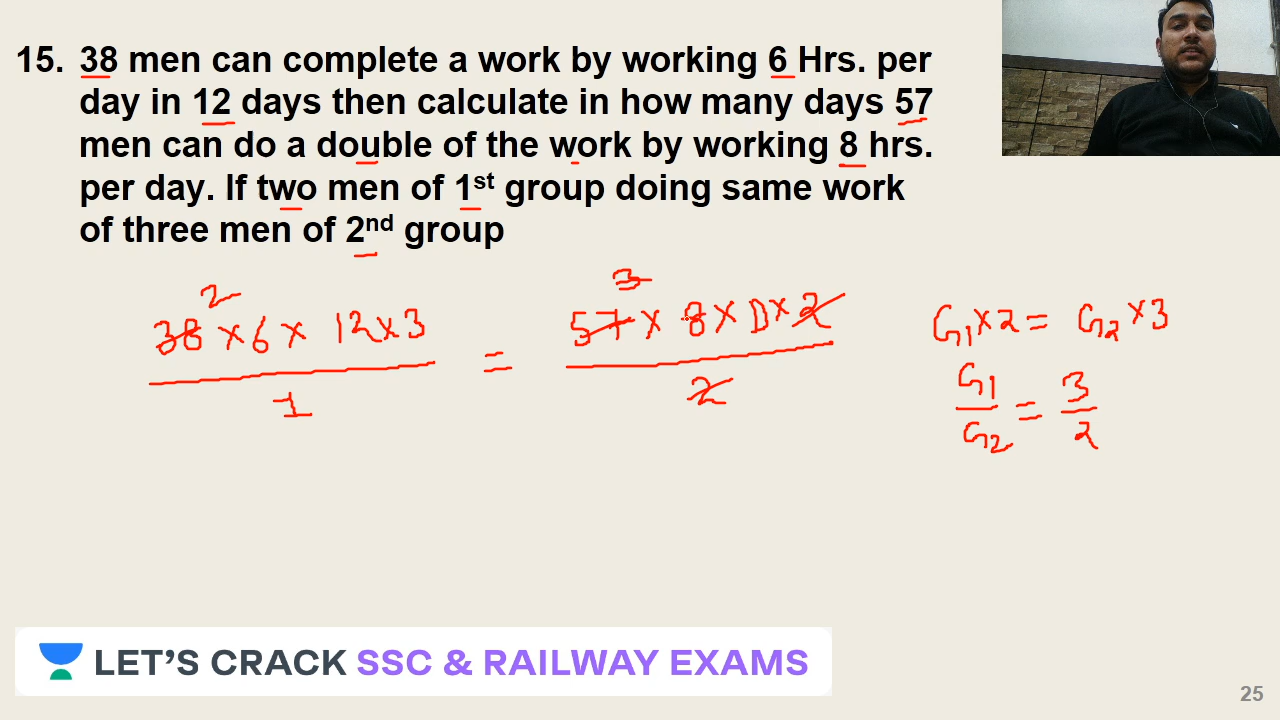 15. 38 men can complete a work by working 6 Hrs. per
day in 12 days then calculate in how many days 57
men can do a double of the work by working 8 hrs.
per day. If two men of 1st group doing same work
of three men of 2nd group
2
38 × 6 × 12 × 3
1
=
3
57 × 8 × D × 2
2
G1 × 2 = G2 × 3
G1
G2
=
3
2
LET'S CRACK SSC & RAILWAY EXAMS
25